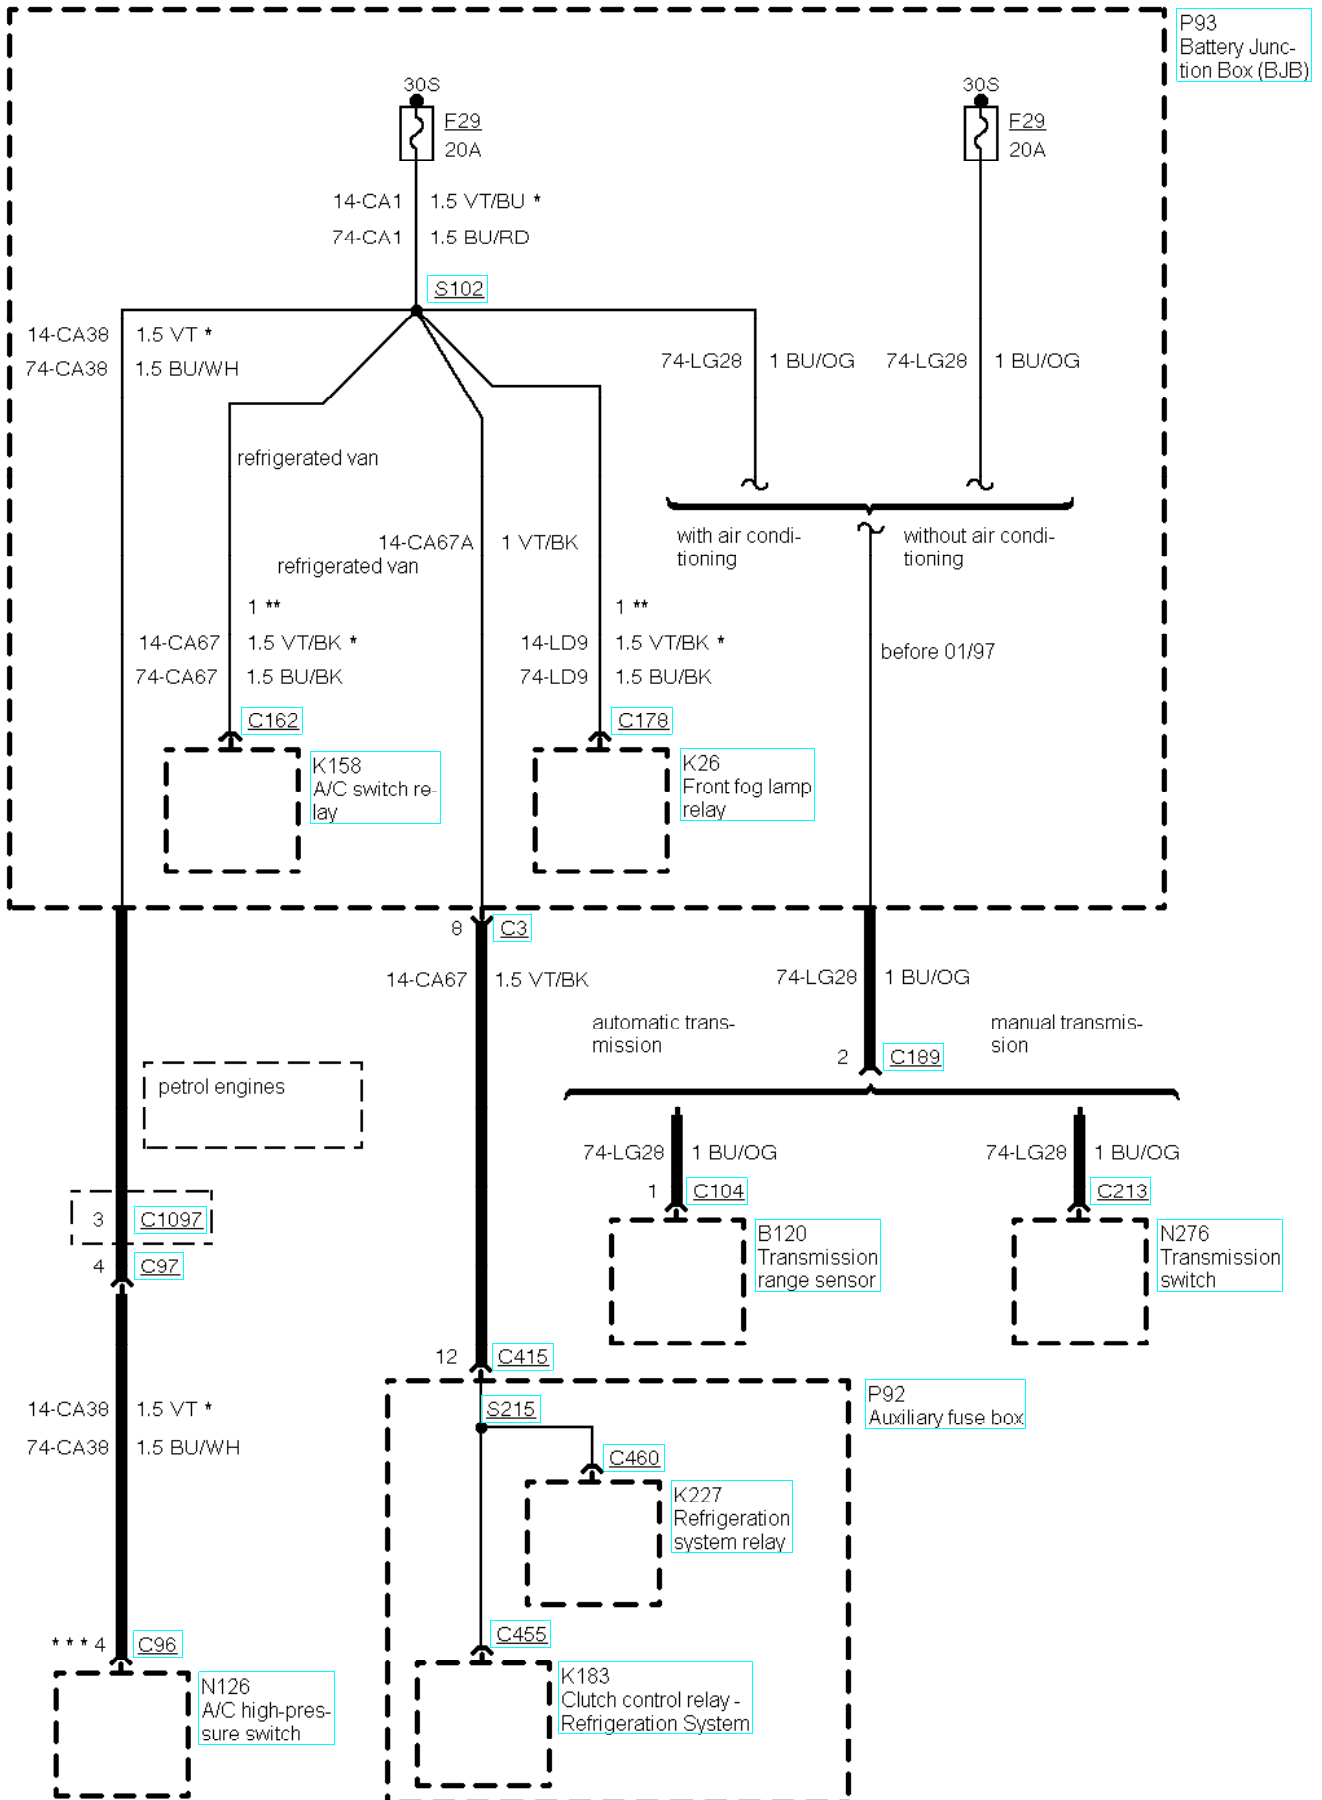 P93
Battery Junc-
tion Box (BJB)
30S
30S
F29
20A
F29
20A
14-CA1 1.5 VT/BU *
74-CA1 1.5 BU/RD
S102
14-CA38 1.5 VT *
74-CA38 1.5 BU/WH
74-LG28 1 BU/OG
74-LG28 1 BU/OG
refrigerated van
with air condi-
tioning
without air condi-
tioning
14-CA67A 1 VT/BK
refrigerated van
1 **
14-CA67 1.5 VT/BK *
74-CA67 1.5 BU/BK
1 **
14-LD9 1.5 VT/BK *
74-LD9 1.5 BU/BK
before 01/97
C162
C178
K158
A/C switch re-
lay
K26
Front fog lamp
relay
8 C3
14-CA67 1.5 VT/BK
74-LG28 1 BU/OG
automatic trans-
mission
manual transmis-
sion
2 C189
petrol engines
74-LG28 1 BU/OG
74-LG28 1 BU/OG
1 C104
C213
3 C1097
4 C97
B120
Transmission
range sensor
N276
Transmission
switch
12 C415
P92
Auxiliary fuse box
14-CA38 1.5 VT *
74-CA38 1.5 BU/WH
S215
C460
K227
Refrigeration
system relay
* * * 4 C96
C455
N126
A/C high-pres-
sure switch
K183
Clutch control relay -
Refrigeration System